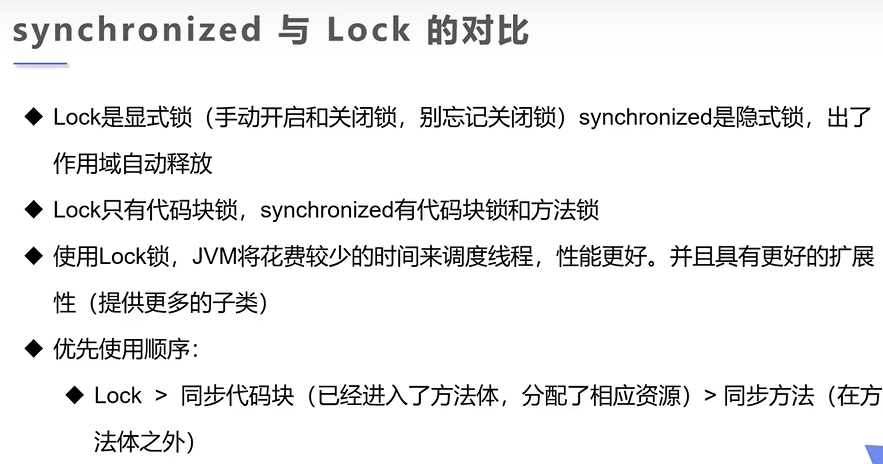 synchronized 与 Lock 的对比
◆ Lock是显式锁（手动开启和关闭锁，别忘记关闭锁）synchronized是隐式锁，出了
作用域自动释放
◆ Lock只有代码块锁，synchronized有代码块锁和方法锁
◆ 使用Lock锁，JVM将花费较少的时间来调度线程，性能更好。并且具有更好的扩展
性（提供更多的子类）
◆ 优先使用顺序：
◆ Lock > 同步代码块（已经进入了方法体，分配了相应资源）> 同步方法（在方
法体之外）